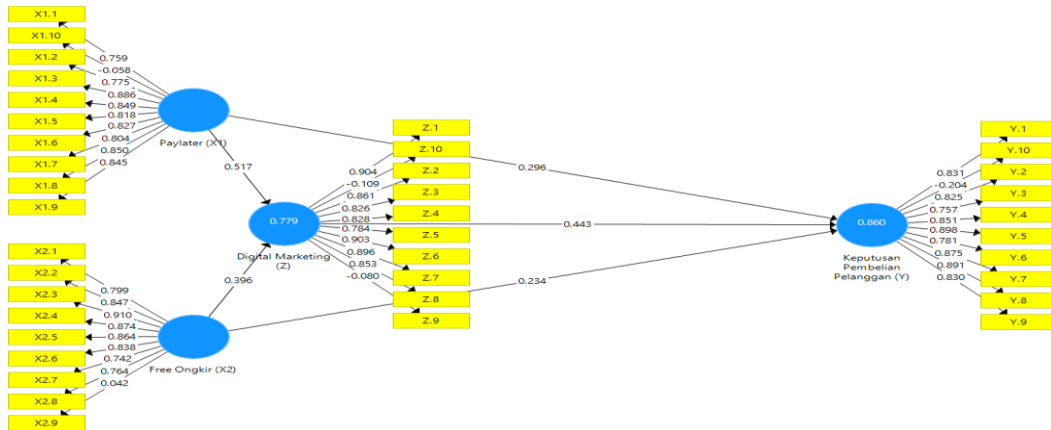 X1.1
X1.10
X1.2
X1.3
X1.4
X1.5
X1.6
X1.7
X1.8
X1.9
0.759
-0.058
0.775
0.886
0.849
0.818
0.827
0.804
0.850
0.845
Paylater (X1)
0.517
X2.1
X2.2
X2.3
X2.4
X2.5
X2.6
X2.7
X2.8
X2.9
0.799
0.847
0.910
0.874
0.864
0.838
0.742
0.764
0.042
Free Ongkir (X2)
0.396
0.779
Digital Marketing
(Z)
0.904
-0.109
0.861
0.826
0.828
0.784
0.903
0.896
0.853
-0.080
Z.1
Z.10
Z.2
Z.3
Z.4
Z.5
Z.6
Z.7
Z.8
Z.9
0.296
0.443
0.234
0.860
Keputusan
Pembelian
Pelanggan (Y)
0.831
-0.204
0.825
0.757
0.851
0.898
0.781
0.875
0.891
0.830
Y.1
Y.10
Y.2
Y.3
Y.4
Y.5
Y.6
Y.7
Y.8
Y.9